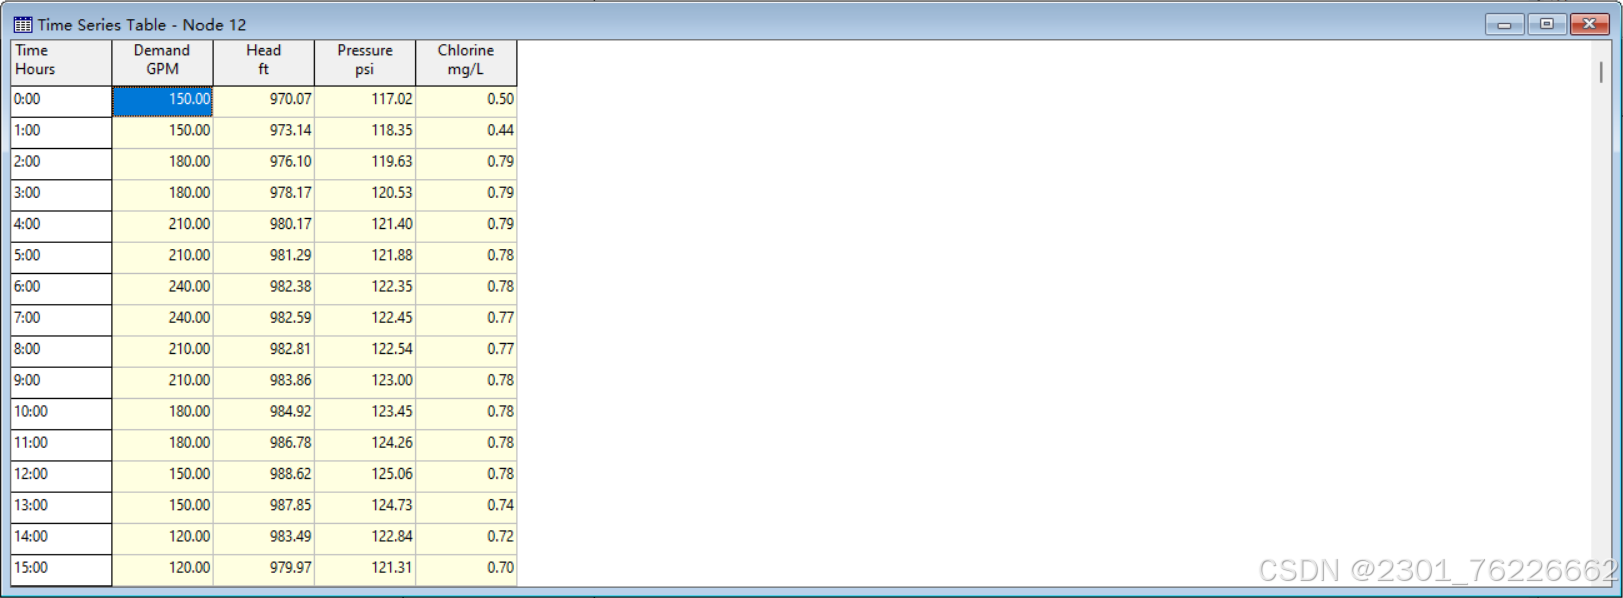 Time Series Table - Node 12
Time Demand Head Pressure Chlorine
Hours GPM ft psi mg/L
0:00 150.00 970.07 117.02 0.50
1:00 150.00 973.14 118.35 0.44
2:00 180.00 976.10 119.63 0.79
3:00 180.00 978.17 120.53 0.79
4:00 210.00 980.17 121.40 0.79
5:00 210.00 981.29 121.88 0.78
6:00 240.00 982.38 122.35 0.78
7:00 240.00 982.59 122.45 0.77
8:00 210.00 982.81 122.54 0.77
9:00 210.00 983.86 123.00 0.78
10:00 180.00 984.92 123.45 0.78
11:00 180.00 986.78 124.26 0.78
12:00 150.00 988.62 125.06 0.78
13:00 150.00 987.85 124.73 0.74
14:00 120.00 983.49 122.84 0.72
15:00 120.00 979.97 121.31 0.70
CSDN @2301_76226662